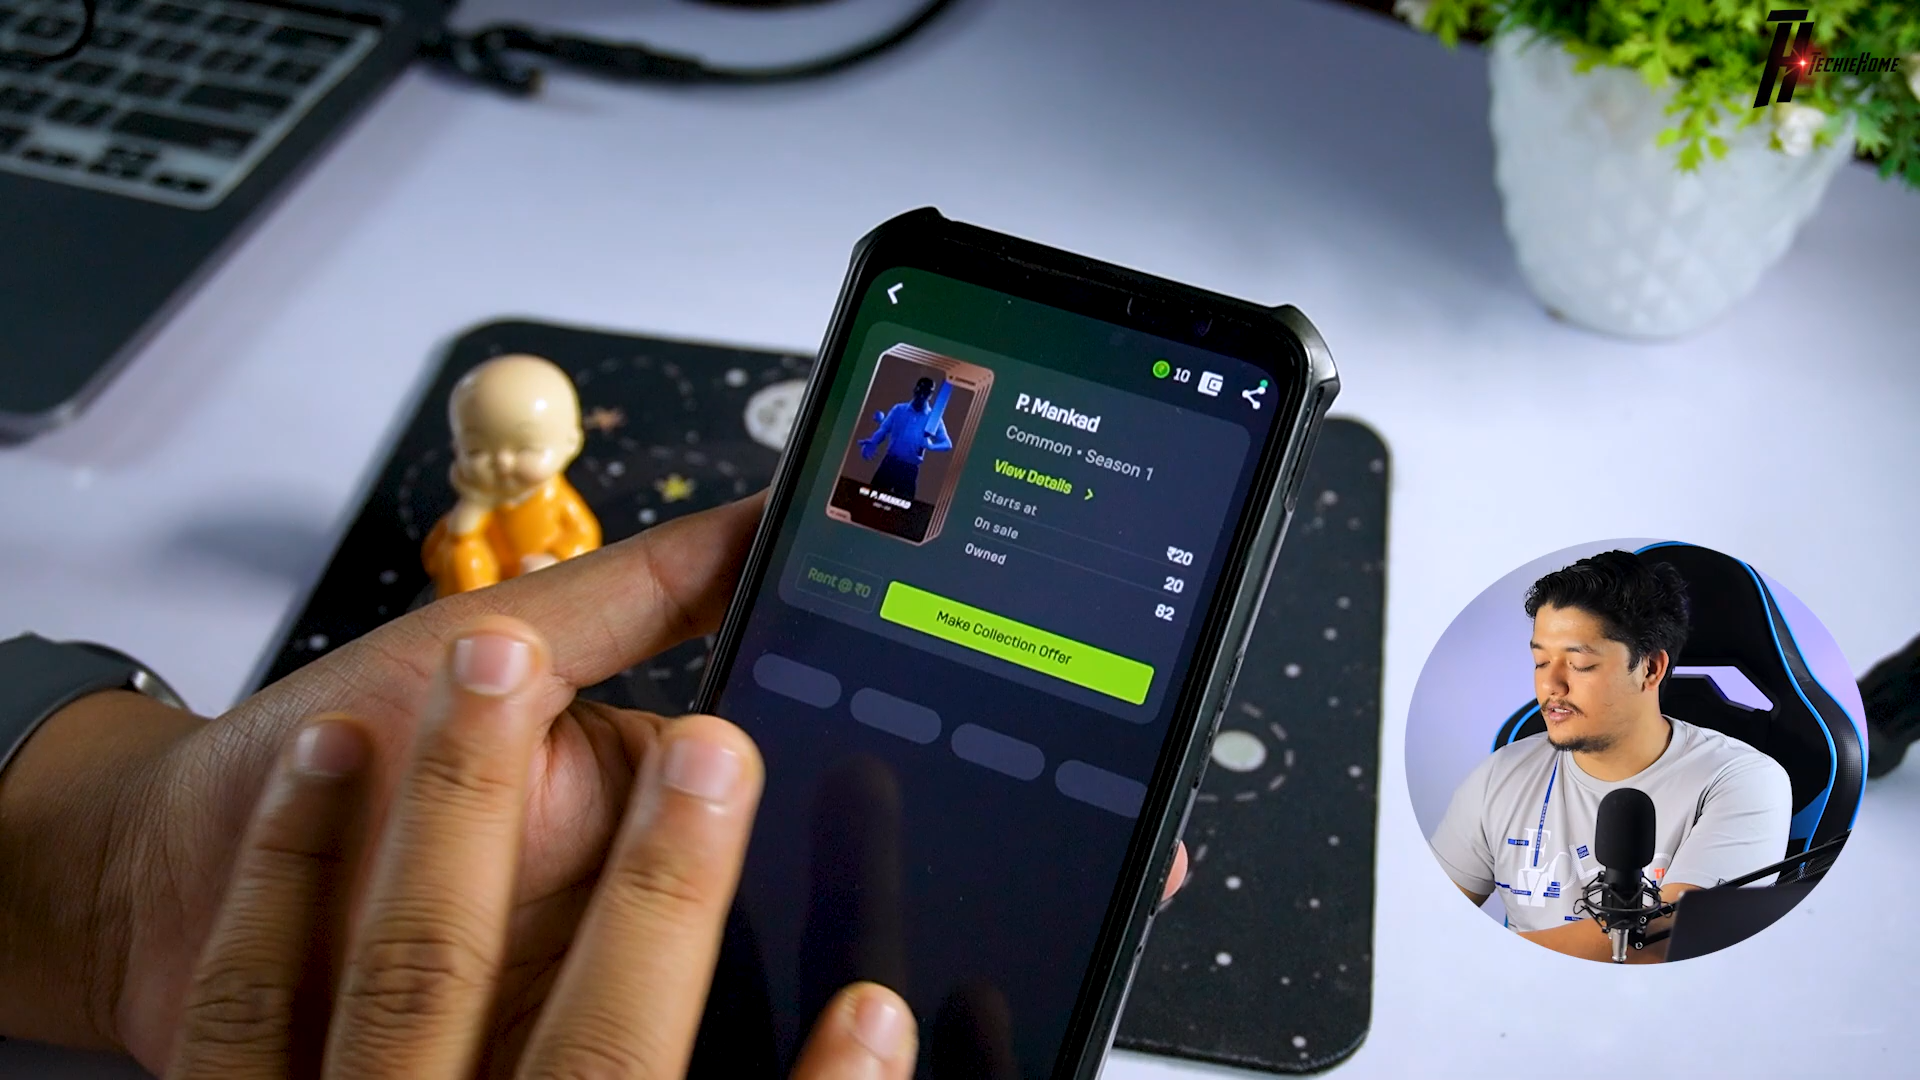 TECHIEHOME
10
P. Mankad
Common • Season 1
View Details >
Starts at ₹20
On sale 20
Owned 82
P. MANKAD
Rent @ ₹0
Make Collection Offer